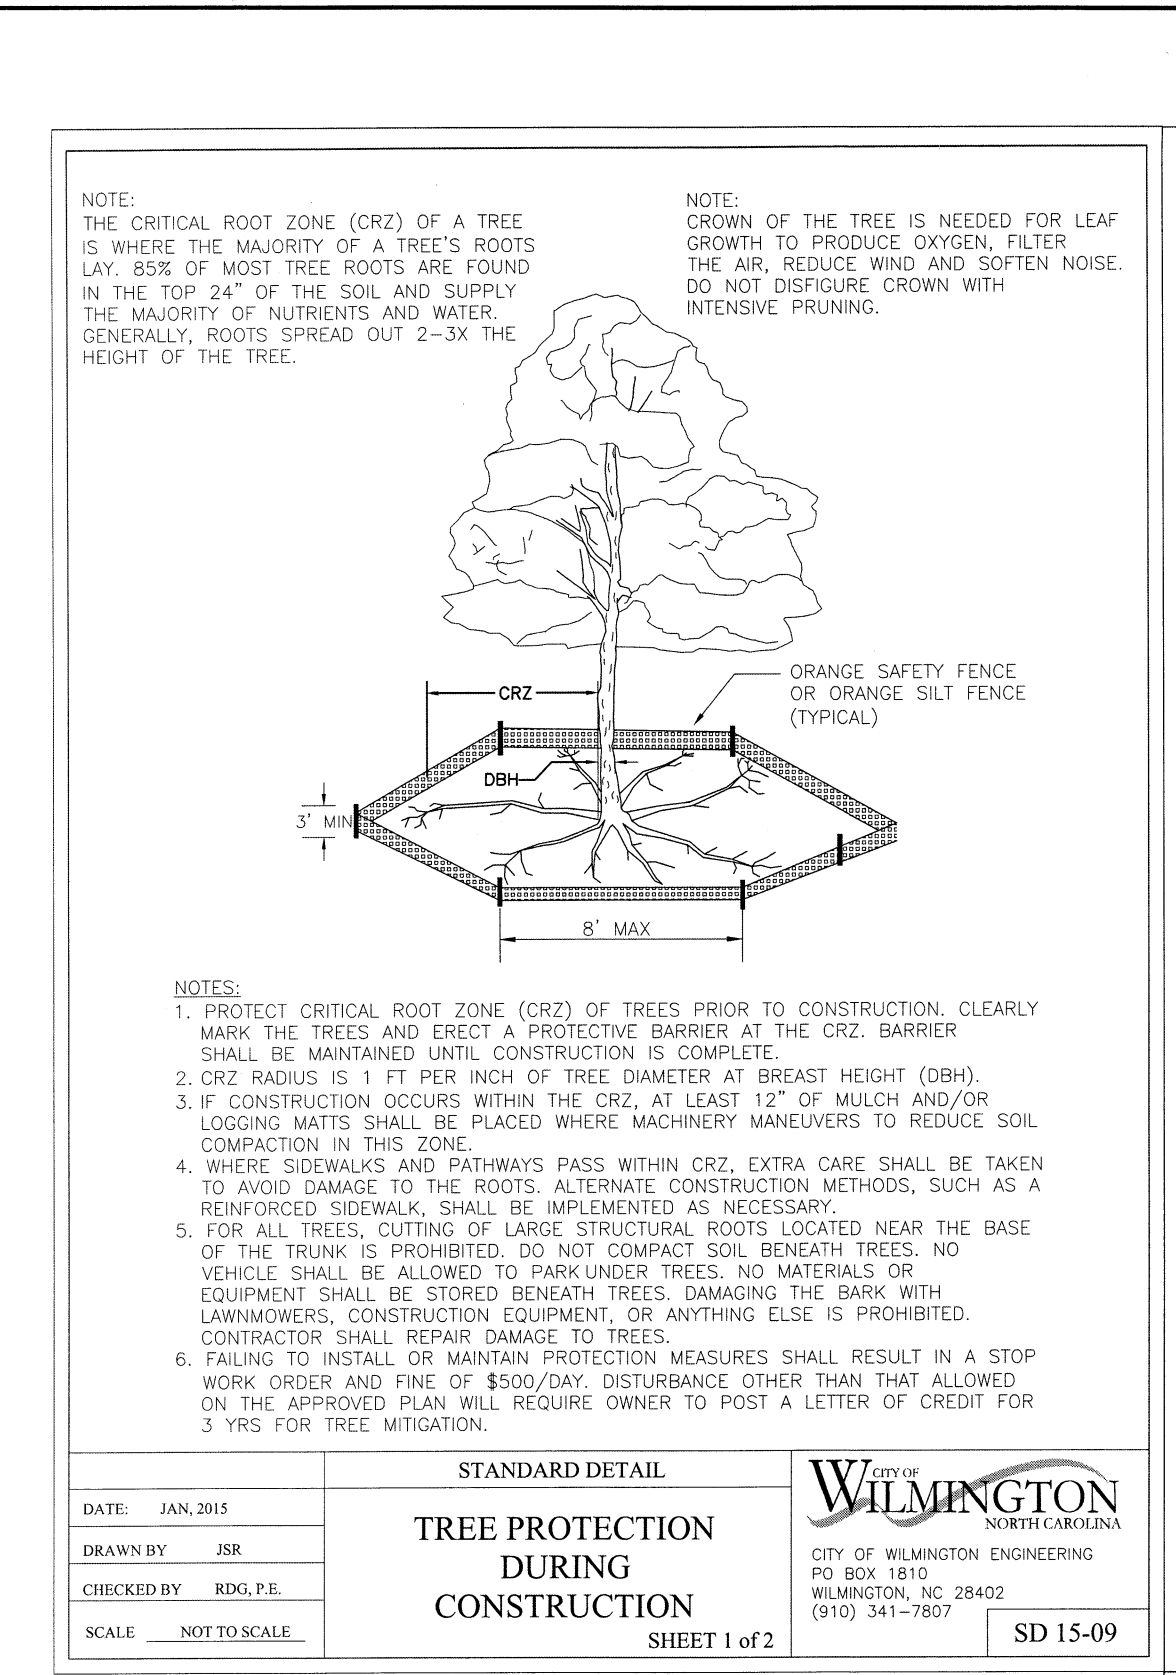 NOTE:
THE CRITICAL ROOT ZONE (CRZ) OF A TREE
IS WHERE THE MAJORITY OF A TREE'S ROOTS
LAY. 85% OF MOST TREE ROOTS ARE FOUND
IN THE TOP 24" OF THE SOIL AND SUPPLY
THE MAJORITY OF NUTRIENTS AND WATER.
GENERALLY, ROOTS SPREAD OUT 2-3X THE
HEIGHT OF THE TREE.
NOTE:
CROWN OF THE TREE IS NEEDED FOR LEAF
GROWTH TO PRODUCE OXYGEN, FILTER
THE AIR, REDUCE WIND AND SOFTEN NOISE.
DO NOT DISFIGURE CROWN WITH
INTENSIVE PRUNING.
ORANGE SAFETY FENCE
OR ORANGE SILT FENCE
(TYPICAL)
CRZ
DBH
3' MIN
8' MAX
NOTES:
1. PROTECT CRITICAL ROOT ZONE (CRZ) OF TREES PRIOR TO CONSTRUCTION. CLEARLY
MARK THE TREES AND ERECT A PROTECTIVE BARRIER AT THE CRZ. BARRIER
SHALL BE MAINTAINED UNTIL CONSTRUCTION IS COMPLETE.
2. CRZ RADIUS IS 1 FT PER INCH OF TREE DIAMETER AT BREAST HEIGHT (DBH).
3. IF CONSTRUCTION OCCURS WITHIN THE CRZ, AT LEAST 12" OF MULCH AND/OR
LOGGING MATTS SHALL BE PLACED WHERE MACHINERY MANEUVERS TO REDUCE SOIL
COMPACTION IN THIS ZONE.
4. WHERE SIDEWALKS AND PATHWAYS PASS WITHIN CRZ, EXTRA CARE SHALL BE TAKEN
TO AVOID DAMAGE TO THE ROOTS. ALTERNATE CONSTRUCTION METHODS, SUCH AS A
REINFORCED SIDEWALK, SHALL BE IMPLEMENTED AS NECESSARY.
5. FOR ALL TREES, CUTTING OF LARGE STRUCTURAL ROOTS LOCATED NEAR THE BASE
OF THE TRUNK IS PROHIBITED. DO NOT COMPACT SOIL BENEATH TREES. NO
VEHICLE SHALL BE ALLOWED TO PARK UNDER TREES. NO MATERIALS OR
EQUIPMENT SHALL BE STORED BENEATH TREES. DAMAGING THE BARK WITH
LAWNMOWERS, CONSTRUCTION EQUIPMENT, OR ANYTHING ELSE IS PROHIBITED.
CONTRACTOR SHALL REPAIR DAMAGE TO TREES.
6. FAILING TO INSTALL OR MAINTAIN PROTECTION MEASURES SHALL RESULT IN A STOP
WORK ORDER AND FINE OF $500/DAY. DISTURBANCE OTHER THAN THAT ALLOWED
ON THE APPROVED PLAN WILL REQUIRE OWNER TO POST A LETTER OF CREDIT FOR
3 YRS FOR TREE MITIGATION.
DATE: JAN, 2015
DRAWN BY JSR
CHECKED BY RDG, P.E.
SCALE NOT TO SCALE
STANDARD DETAIL
TREE PROTECTION
DURING
CONSTRUCTION
SHEET 1 of 2
CITY OF
WILMINGTON
NORTH CAROLINA
CITY OF WILMINGTON ENGINEERING
PO BOX 1810
WILMINGTON, NC 28402
(910) 341-7807
SD 15-09